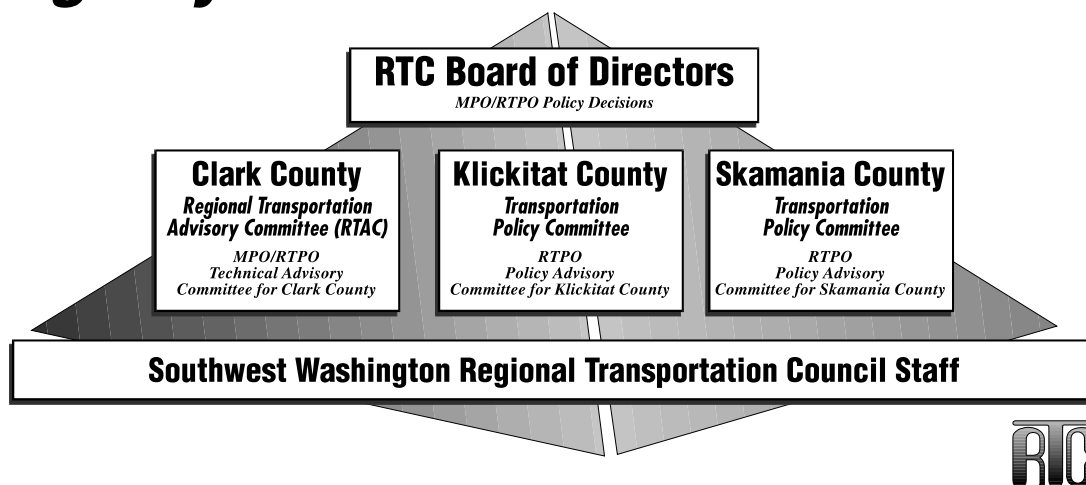 RTC Board of Directors
MPO/RTPO Policy Decisions
Clark County
Regional Transportation
Advisory Committee (RTAC)
MPO/RTPO
Technical Advisory
Committee for Clark County
Klickitat County
Transportation
Policy Committee
RTPO
Policy Advisory
Committee for Klickitat County
Skamania County
Transportation
Policy Committee
RTPO
Policy Advisory
Committee for Skamania County
Southwest Washington Regional Transportation Council Staff
RTC